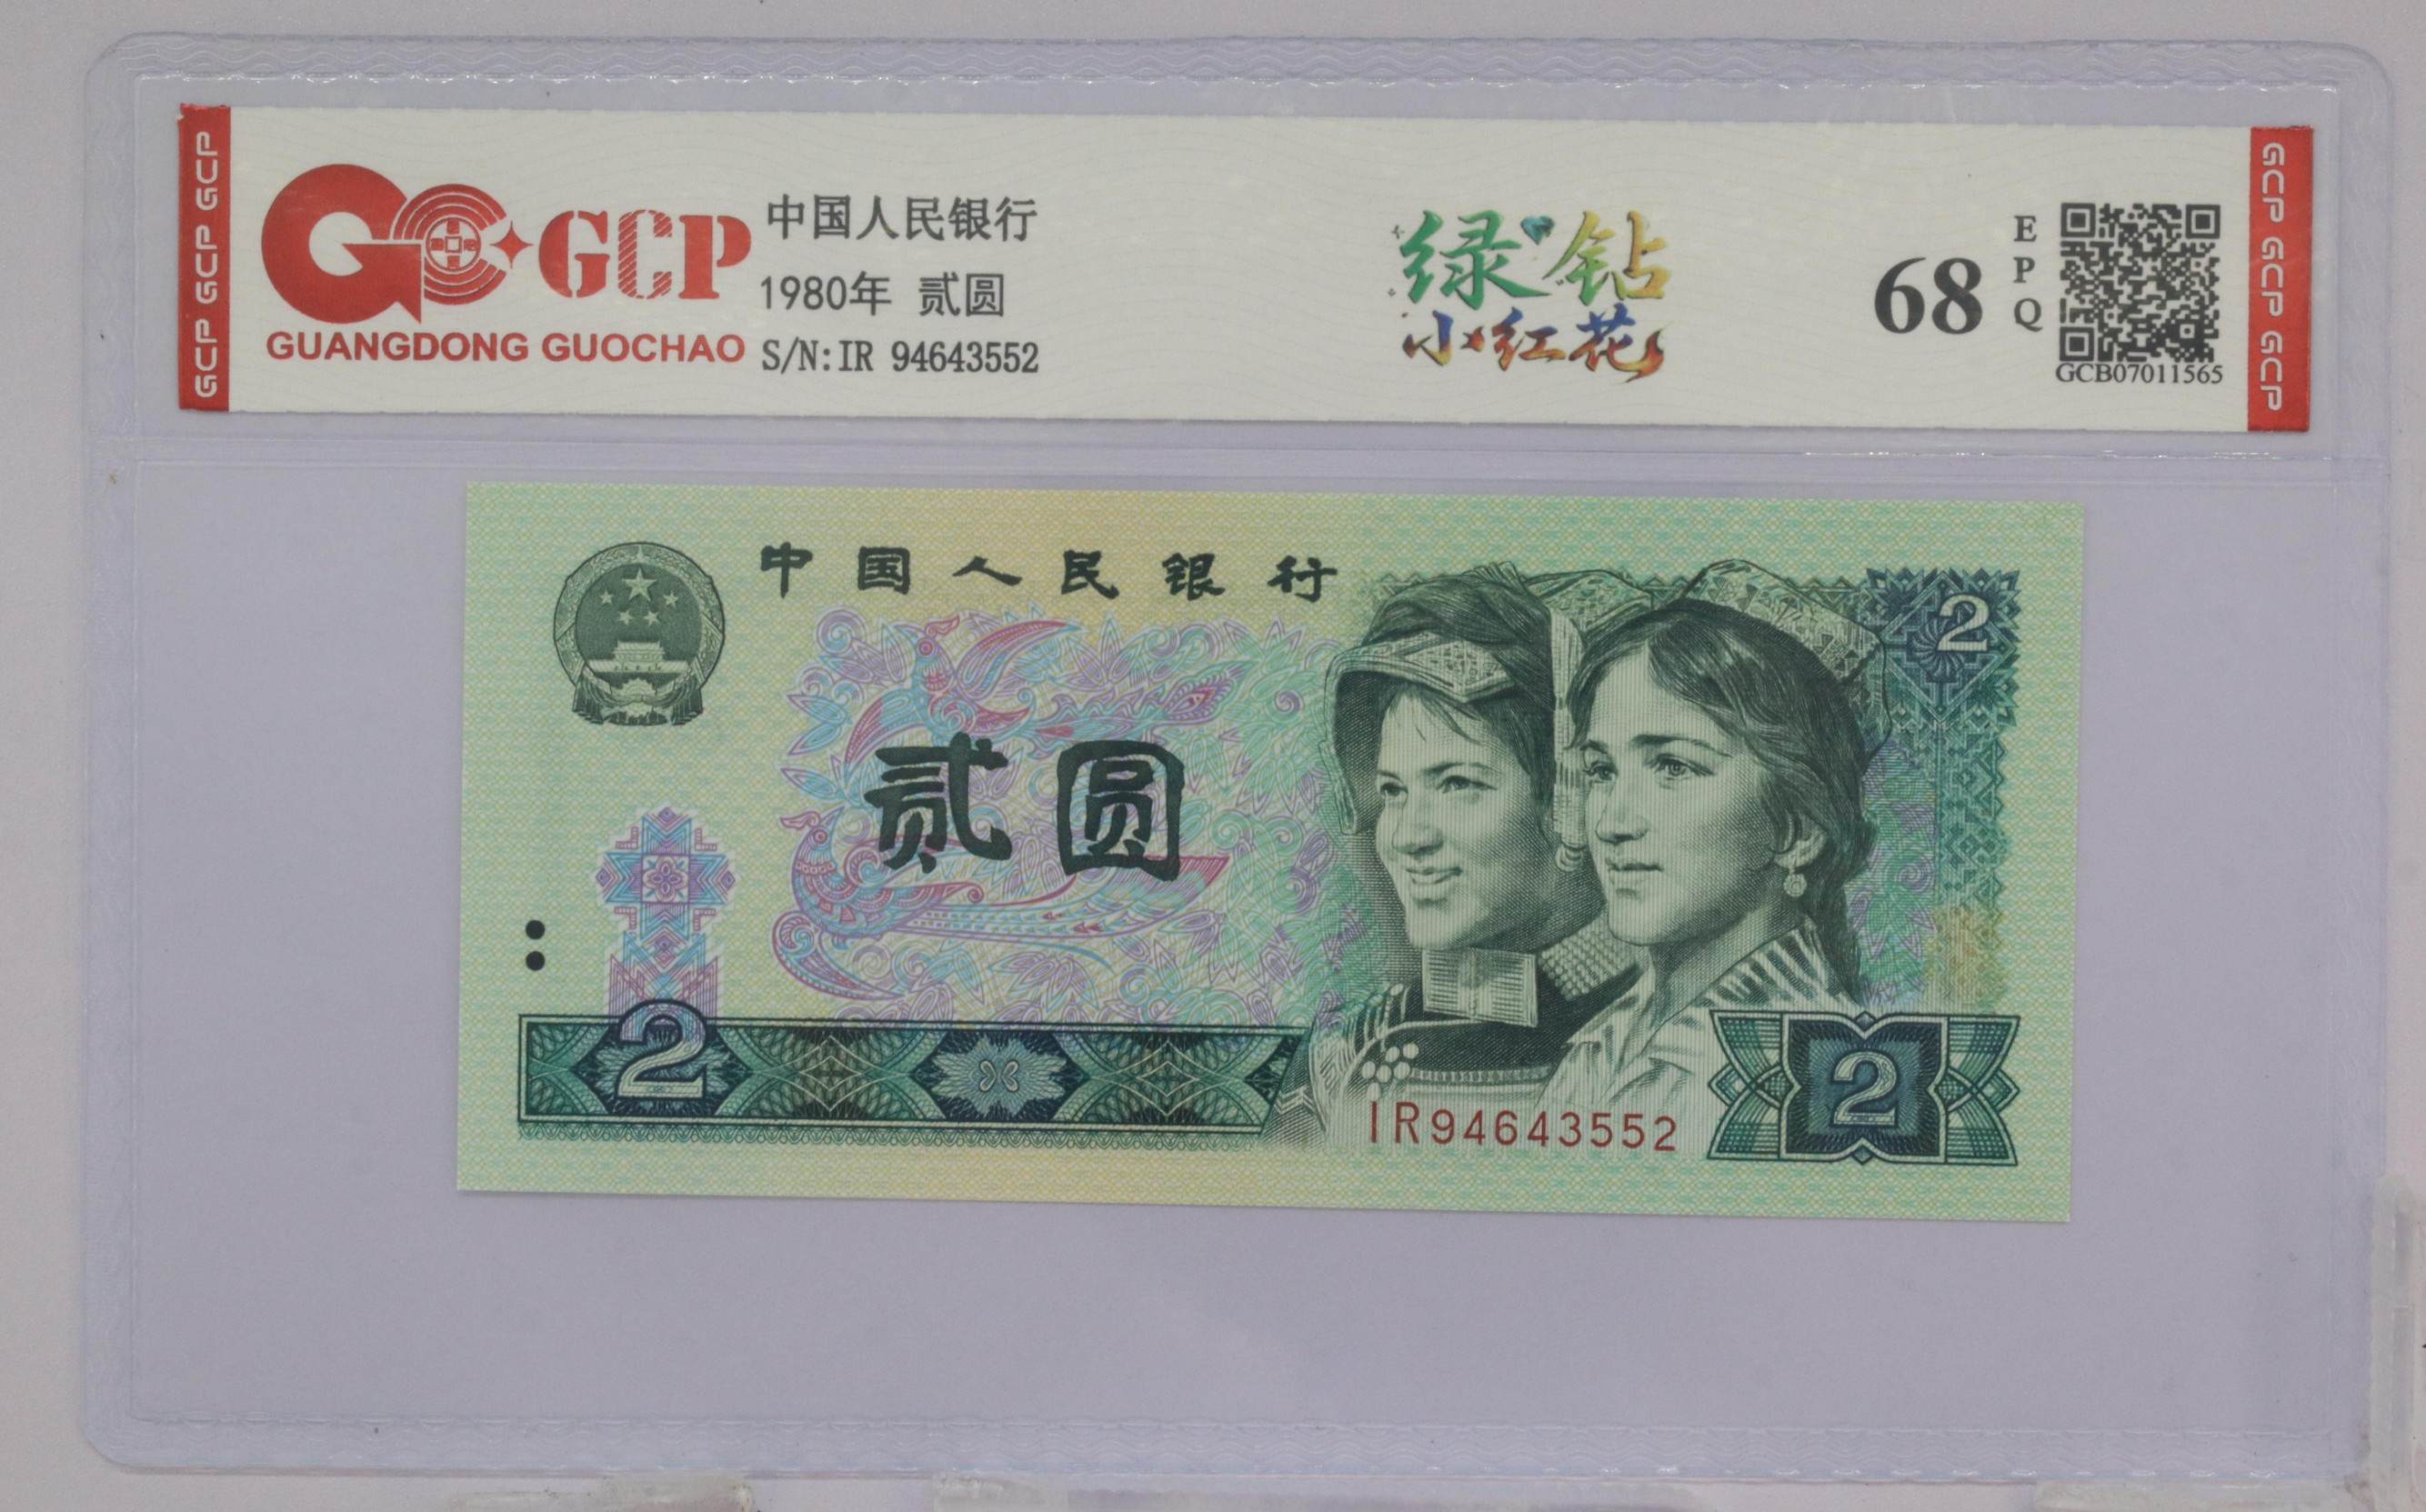 GCP GCP GCP
GCP
GUANGDONG GUOCHAO
中国人民银行
1980年 贰圆
S/N:IR 94643552
绿钻
小红花
68
EPQ
GCB07011565
GCP GCP GCP
中国人民银行
2
贰圆
2
IR94643552
2